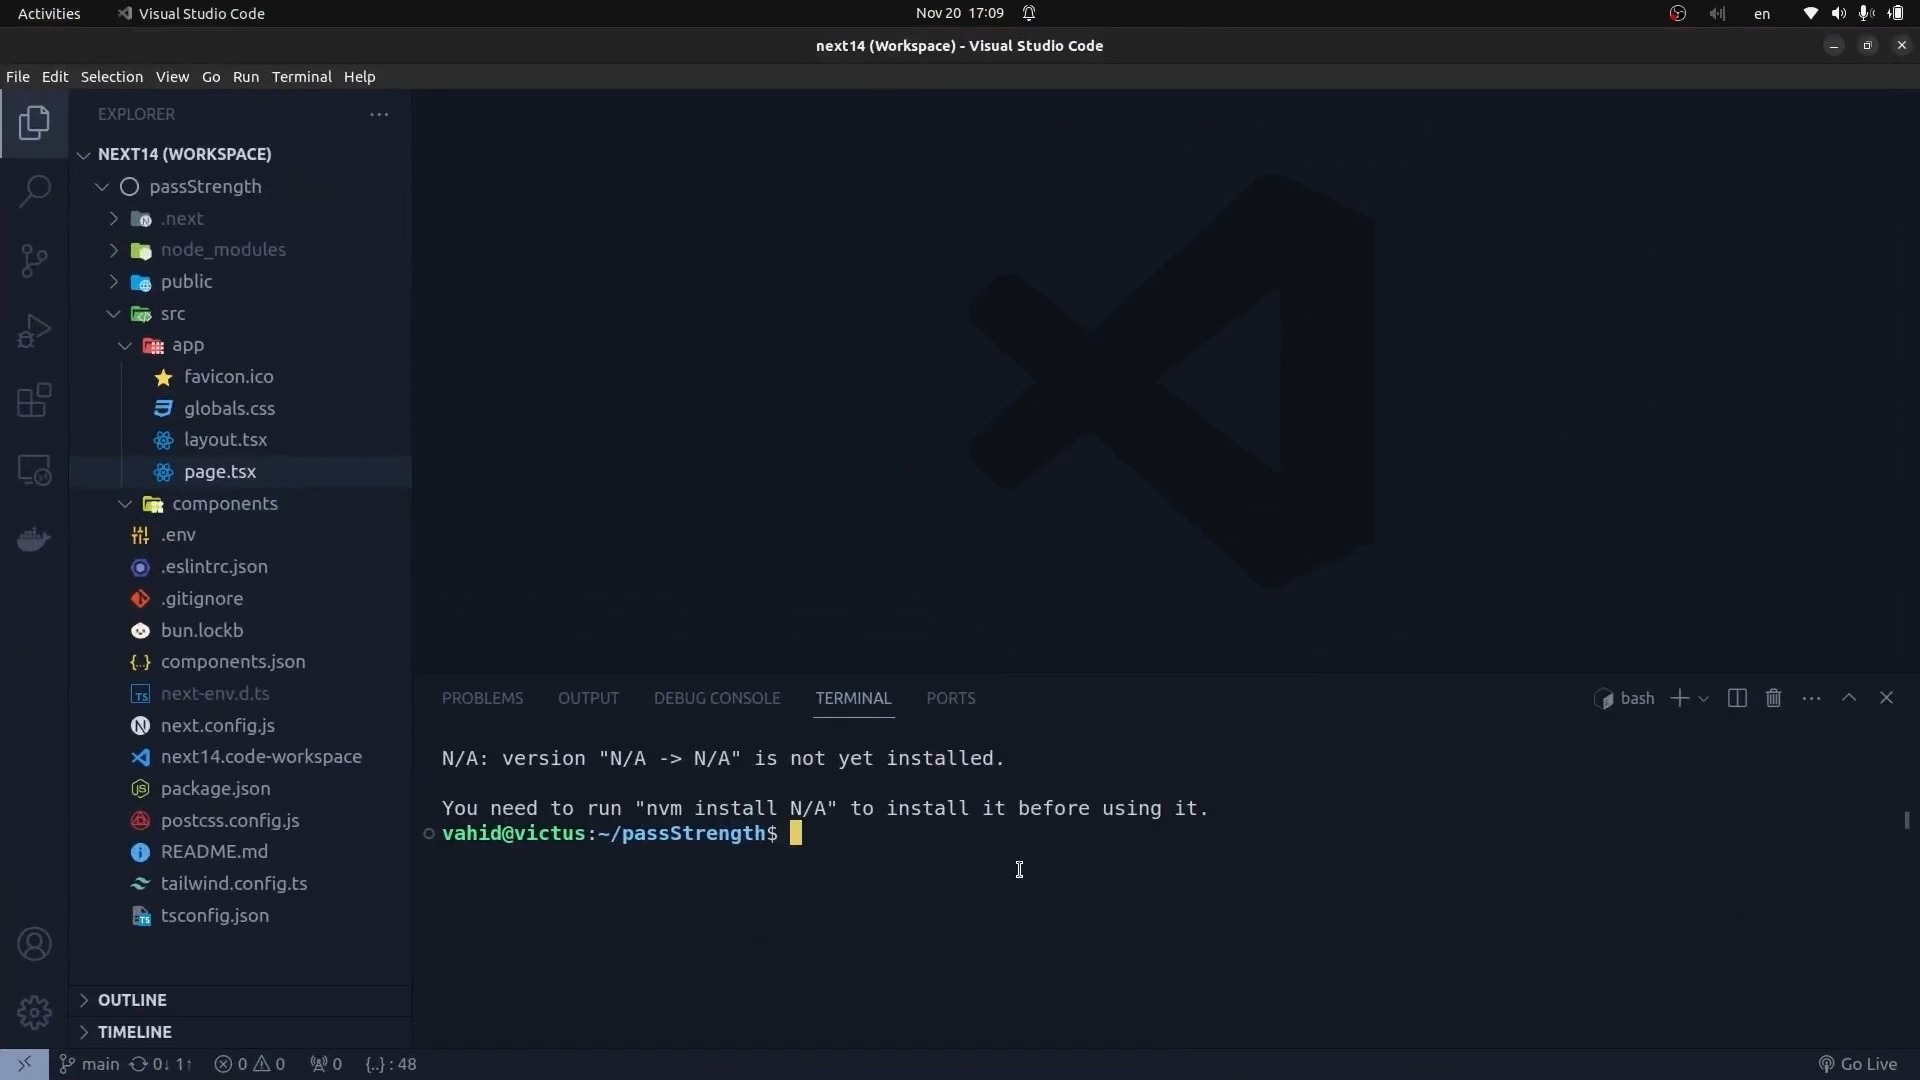 Activities
Visual Studio Code
Nov 20 17:09
en
next14 (Workspace) - Visual Studio Code
File Edit Selection View Go Run Terminal Help
EXPLORER
NEXT14 (WORKSPACE)
passStrength
.next
node_modules
public
src
app
favicon.ico
globals.css
layout.tsx
page.tsx
components
.env
.eslintrc.json
.gitignore
bun.lockb
components.json
next-env.d.ts
next.config.js
next14.code-workspace
package.json
postcss.config.js
README.md
tailwind.config.ts
tsconfig.json
OUTLINE
TIMELINE
PROBLEMS OUTPUT DEBUG CONSOLE TERMINAL PORTS
bash
N/A: version "N/A -> N/A" is not yet installed.
You need to run "nvm install N/A" to install it before using it.
vahid@victus:~/passStrength$
main 0↓ 1↑ 0 0 0 {..} : 48
Go Live